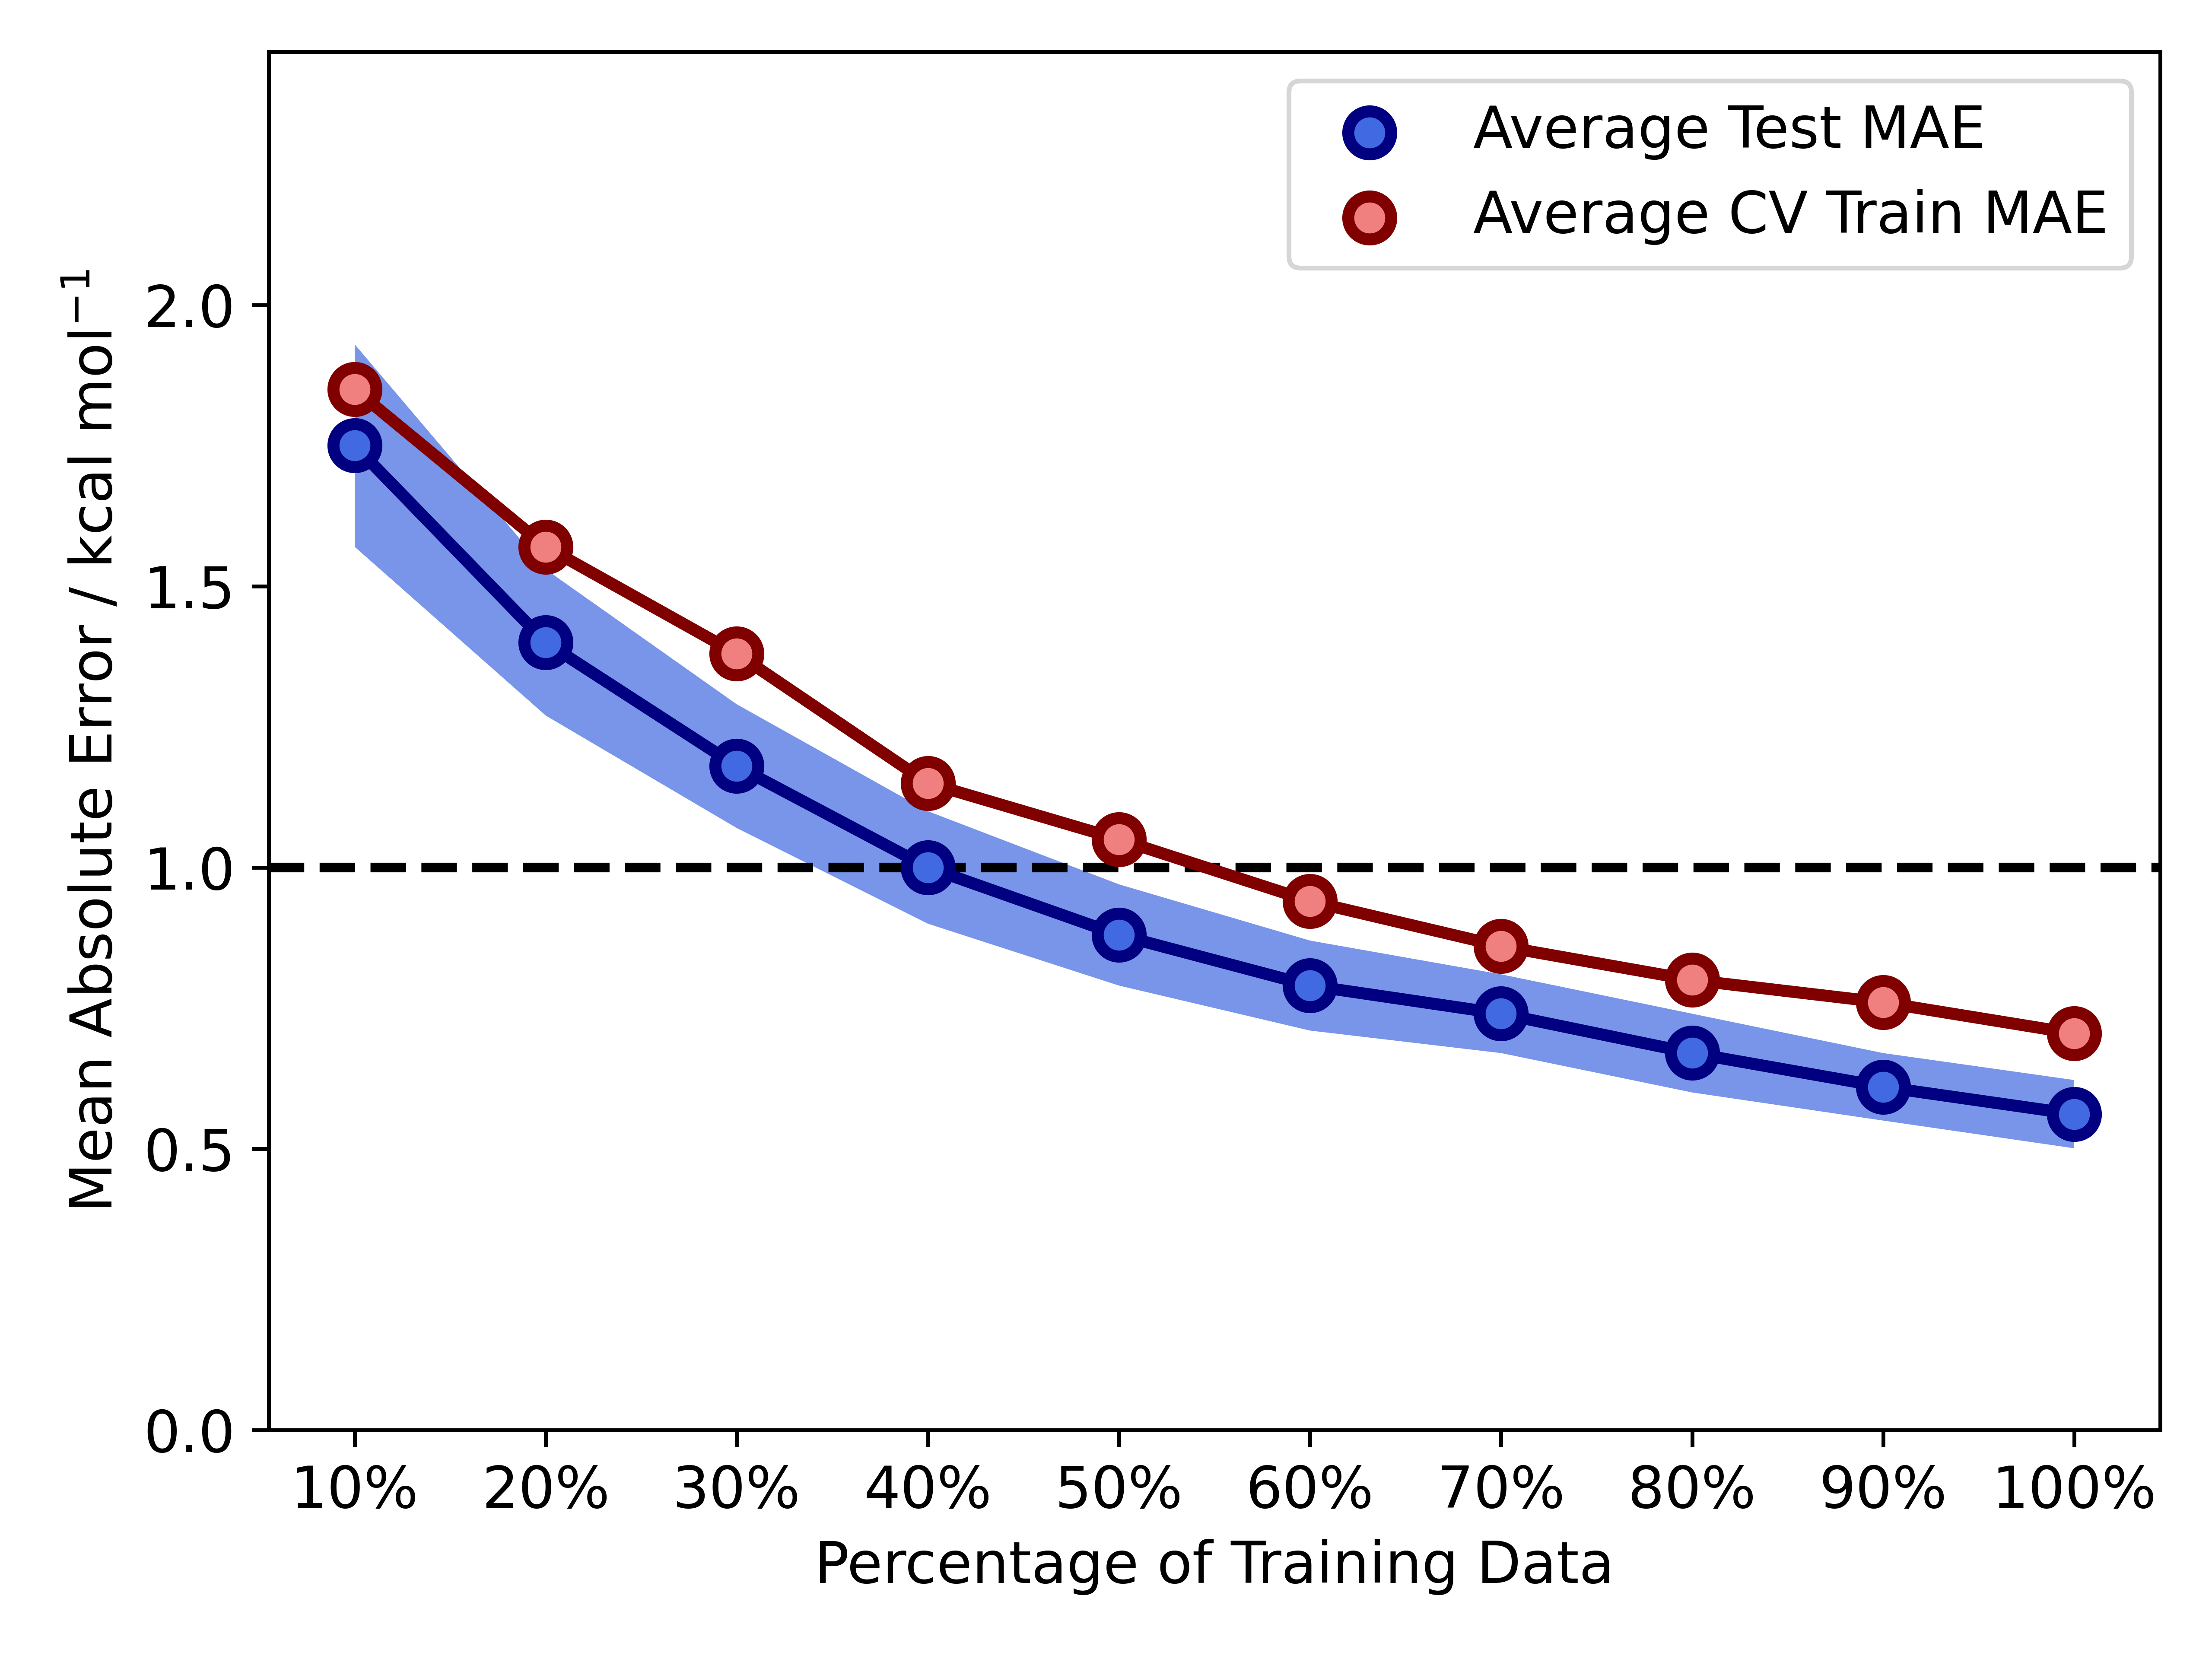 Average Test MAE
Average CV Train MAE
Mean Absolute Error / kcal mol⁻¹
2.0
1.5
1.0
0.5
0.0
10% 20% 30% 40% 50% 60% 70% 80% 90% 100%
Percentage of Training Data